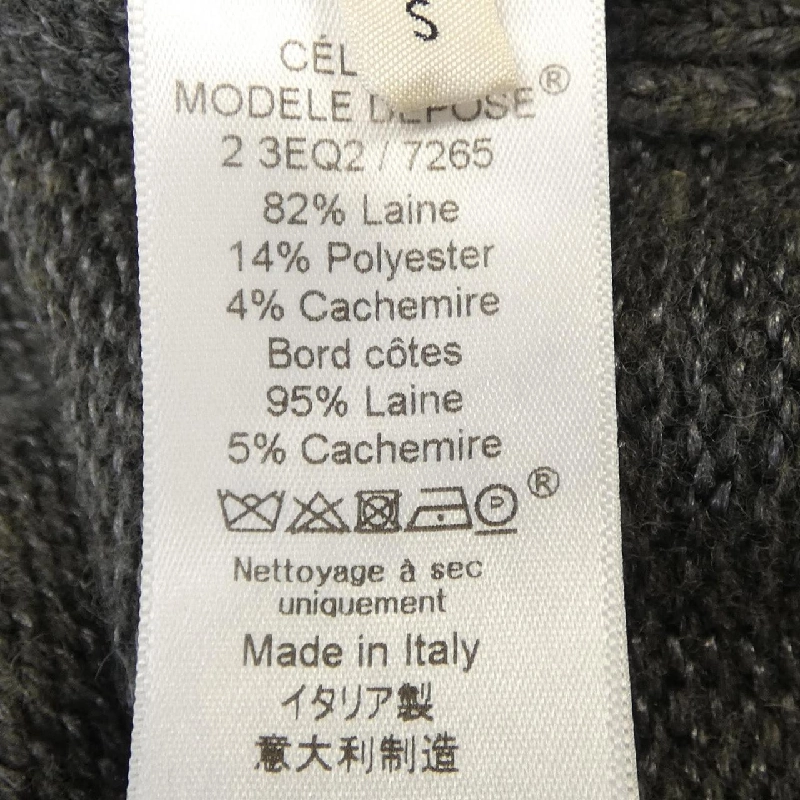 S
CÉL
MODELE DEPOSE®
2 3EQ2 / 7265
82% Laine
14% Polyester
4% Cachemire
Bord côtes
95% Laine
5% Cachemire
P ®
Nettoyage à sec
uniquement
Made in Italy
イタリア製
意大利制造